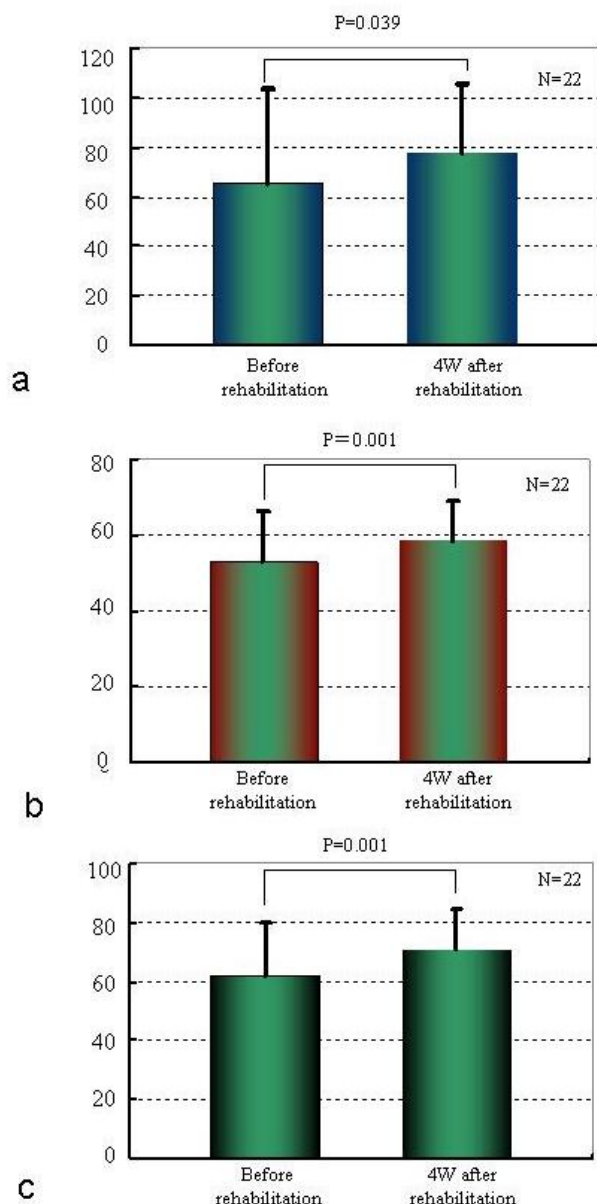 P=0.039
120
N=22
100
80
60
40
20
0
Before
rehabilitation
4W after
rehabilitation
a
P=0.001
80
N=22
60
40
20
0
Before
rehabilitation
4W after
rehabilitation
b
P=0.001
100
N=22
80
60
40
20
0
Before
rehabilitation
4W after
rehabilitation
c